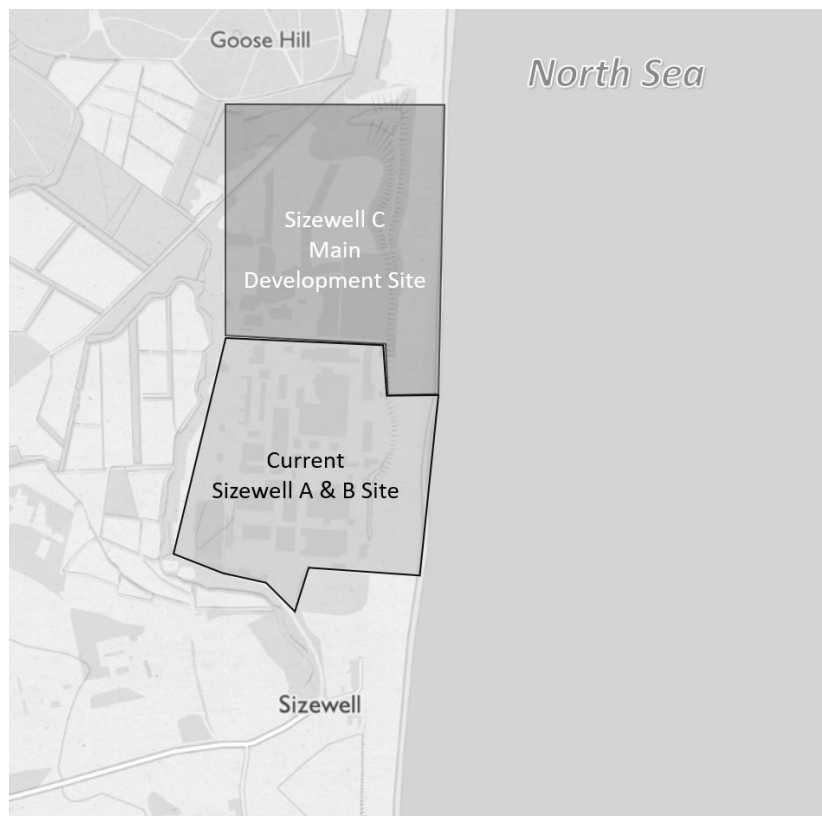 Goose Hill
North Sea
Sizewell C
Main
Development Site
Current
Sizewell A & B Site
Sizewell